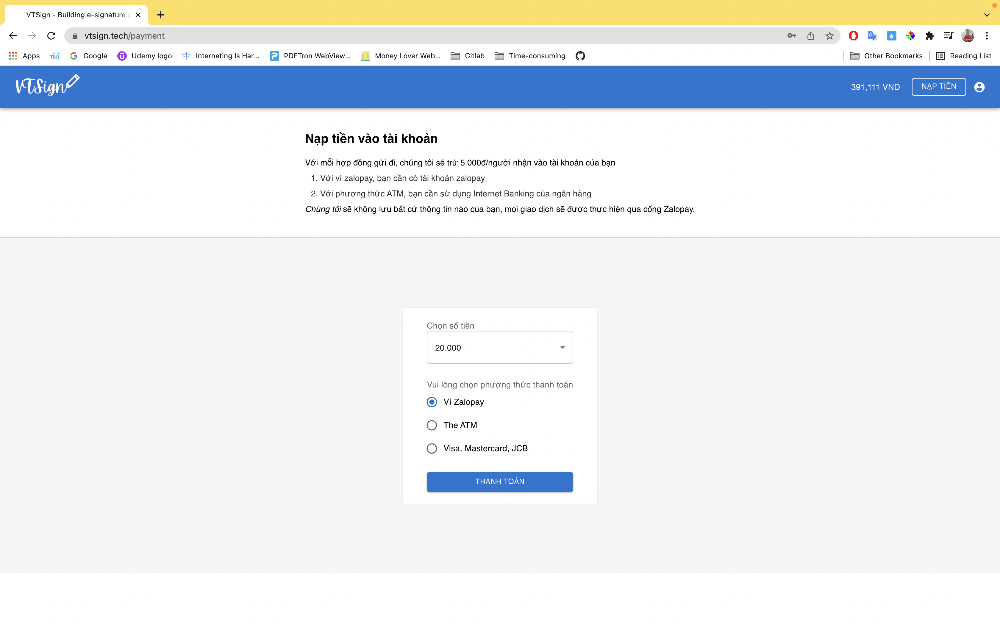 VTSign - Building e-signature s
vtsign.tech/payment
Apps
TIKI
Google
Udemy logo
Interneting Is Har...
PDFTron WebView...
Money Lover Web...
Gitlab
Time-consuming
Other Bookmarks
Reading List
VTSign
391,111 VND
NẠP TIỀN
Nạp tiền vào tài khoản
Với mỗi hợp đồng gửi đi, chúng tôi sẽ trừ 5.000đ/người nhận vào tài khoản của bạn
1. Với ví zalopay, bạn cần có tài khoản zalopay
2. Với phương thức ATM, bạn cần sử dụng Internet Banking của ngân hàng
Chúng tôi sẽ không lưu bất cứ thông tin nào của bạn, mọi giao dịch sẽ được thực hiện qua cổng Zalopay.
Chọn số tiền
20.000
Vui lòng chọn phương thức thanh toán
Ví Zalopay
Thẻ ATM
Visa, Mastercard, JCB
THANH TOÁN